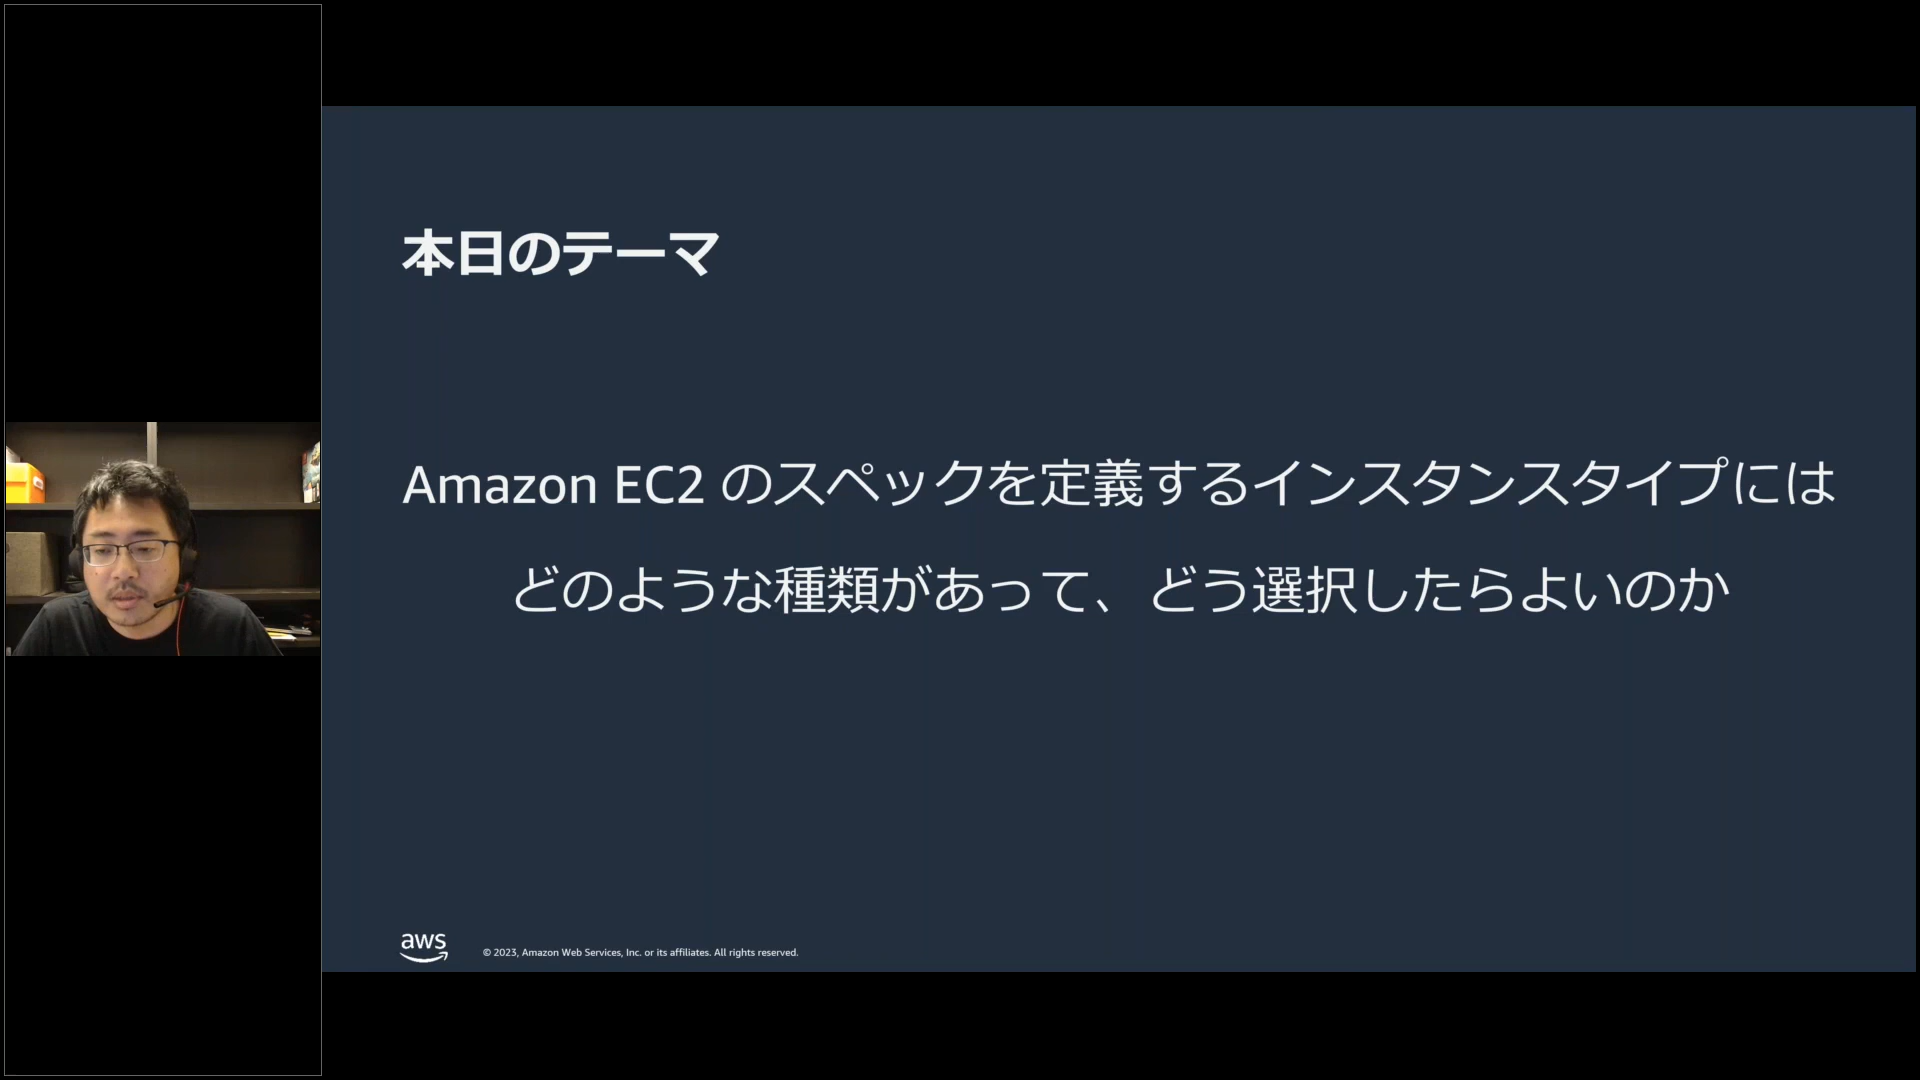 本日のテーマ
Amazon EC2 のスペックを定義するインスタンスタイプには
どのような種類があって、どう選択したらよいのか
aws
© 2023, Amazon Web Services, Inc. or its affiliates. All rights reserved.